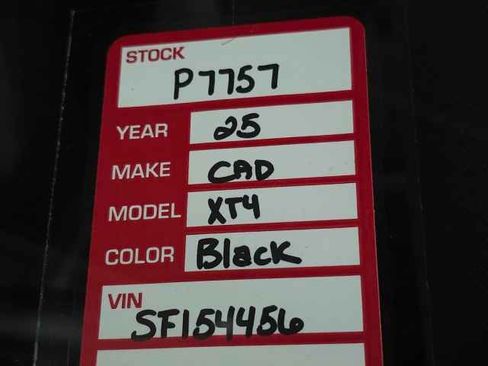 STOCK
P7757
YEAR 25
MAKE CAD
MODEL XT4
COLOR Black
VIN
SF154456